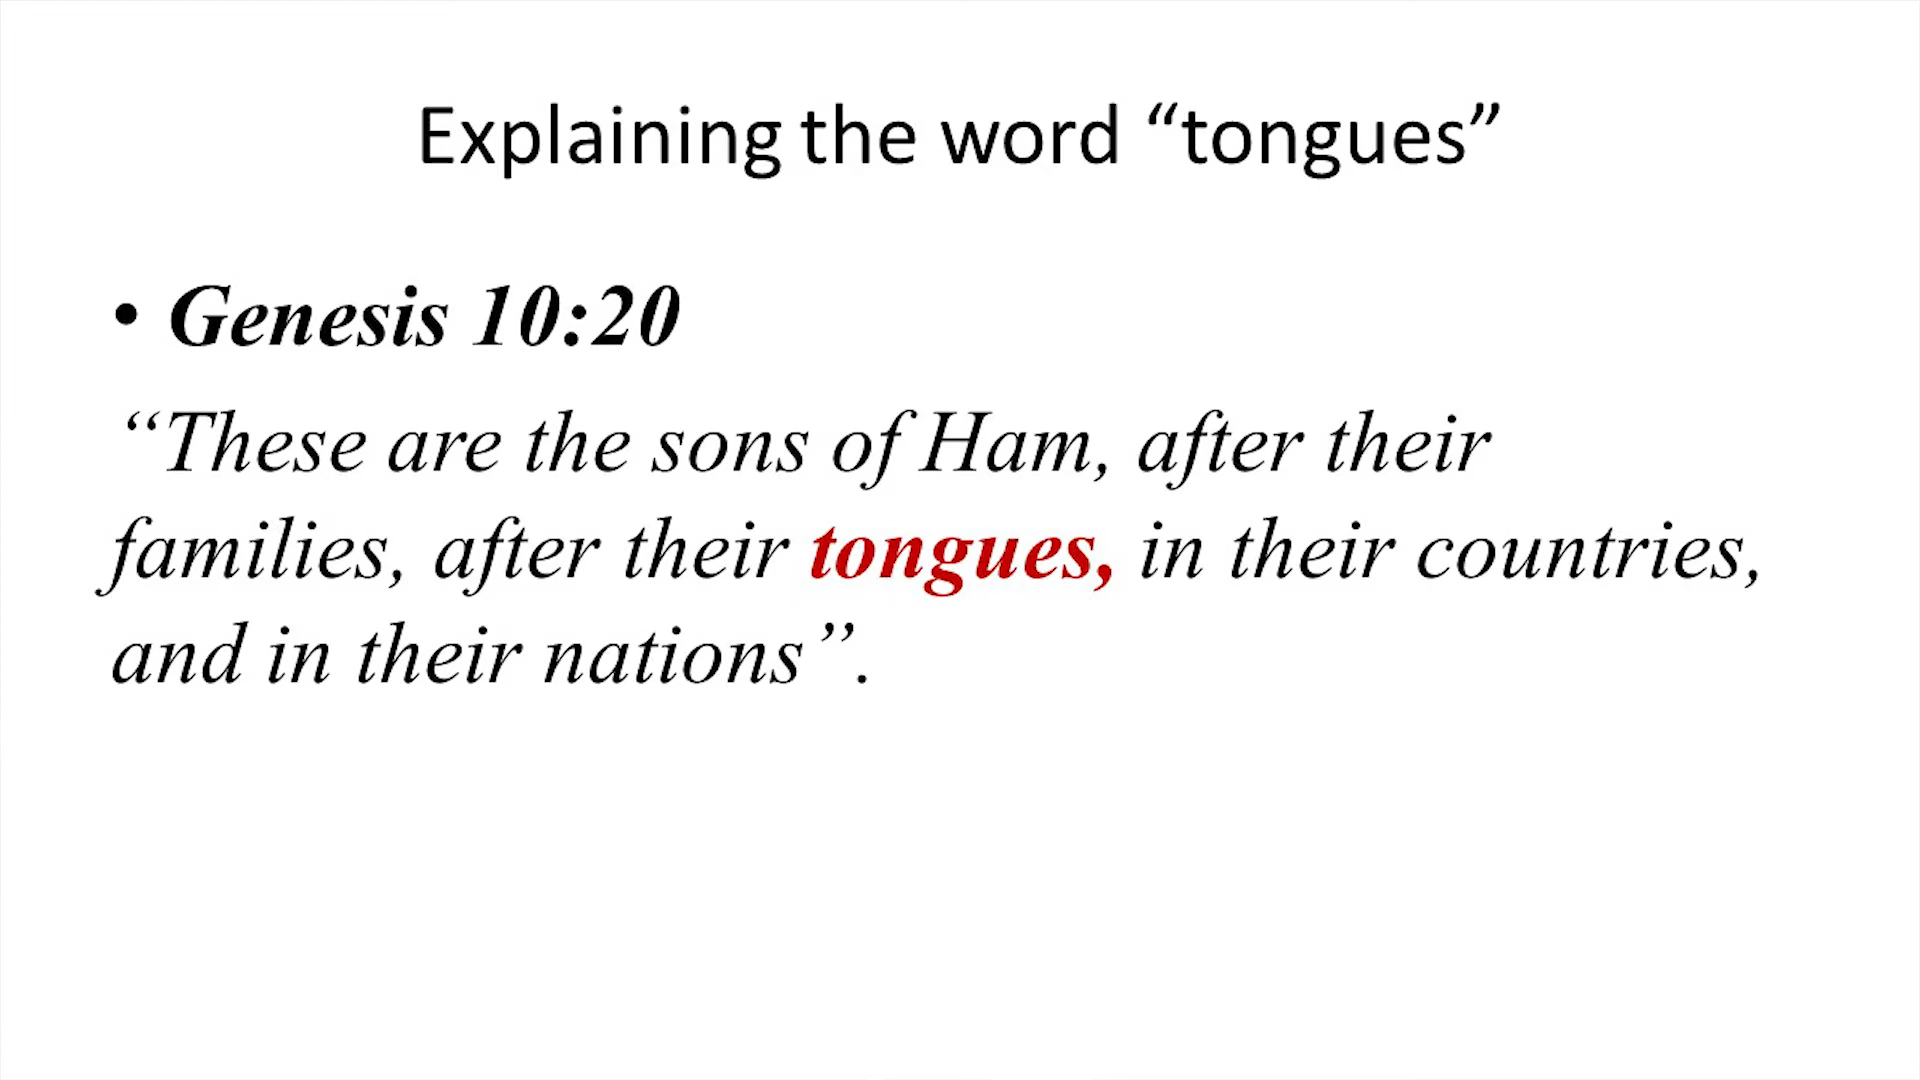 Explaining the word “tongues”
• Genesis 10:20
“These are the sons of Ham, after their
families, after their tongues, in their countries,
and in their nations”.